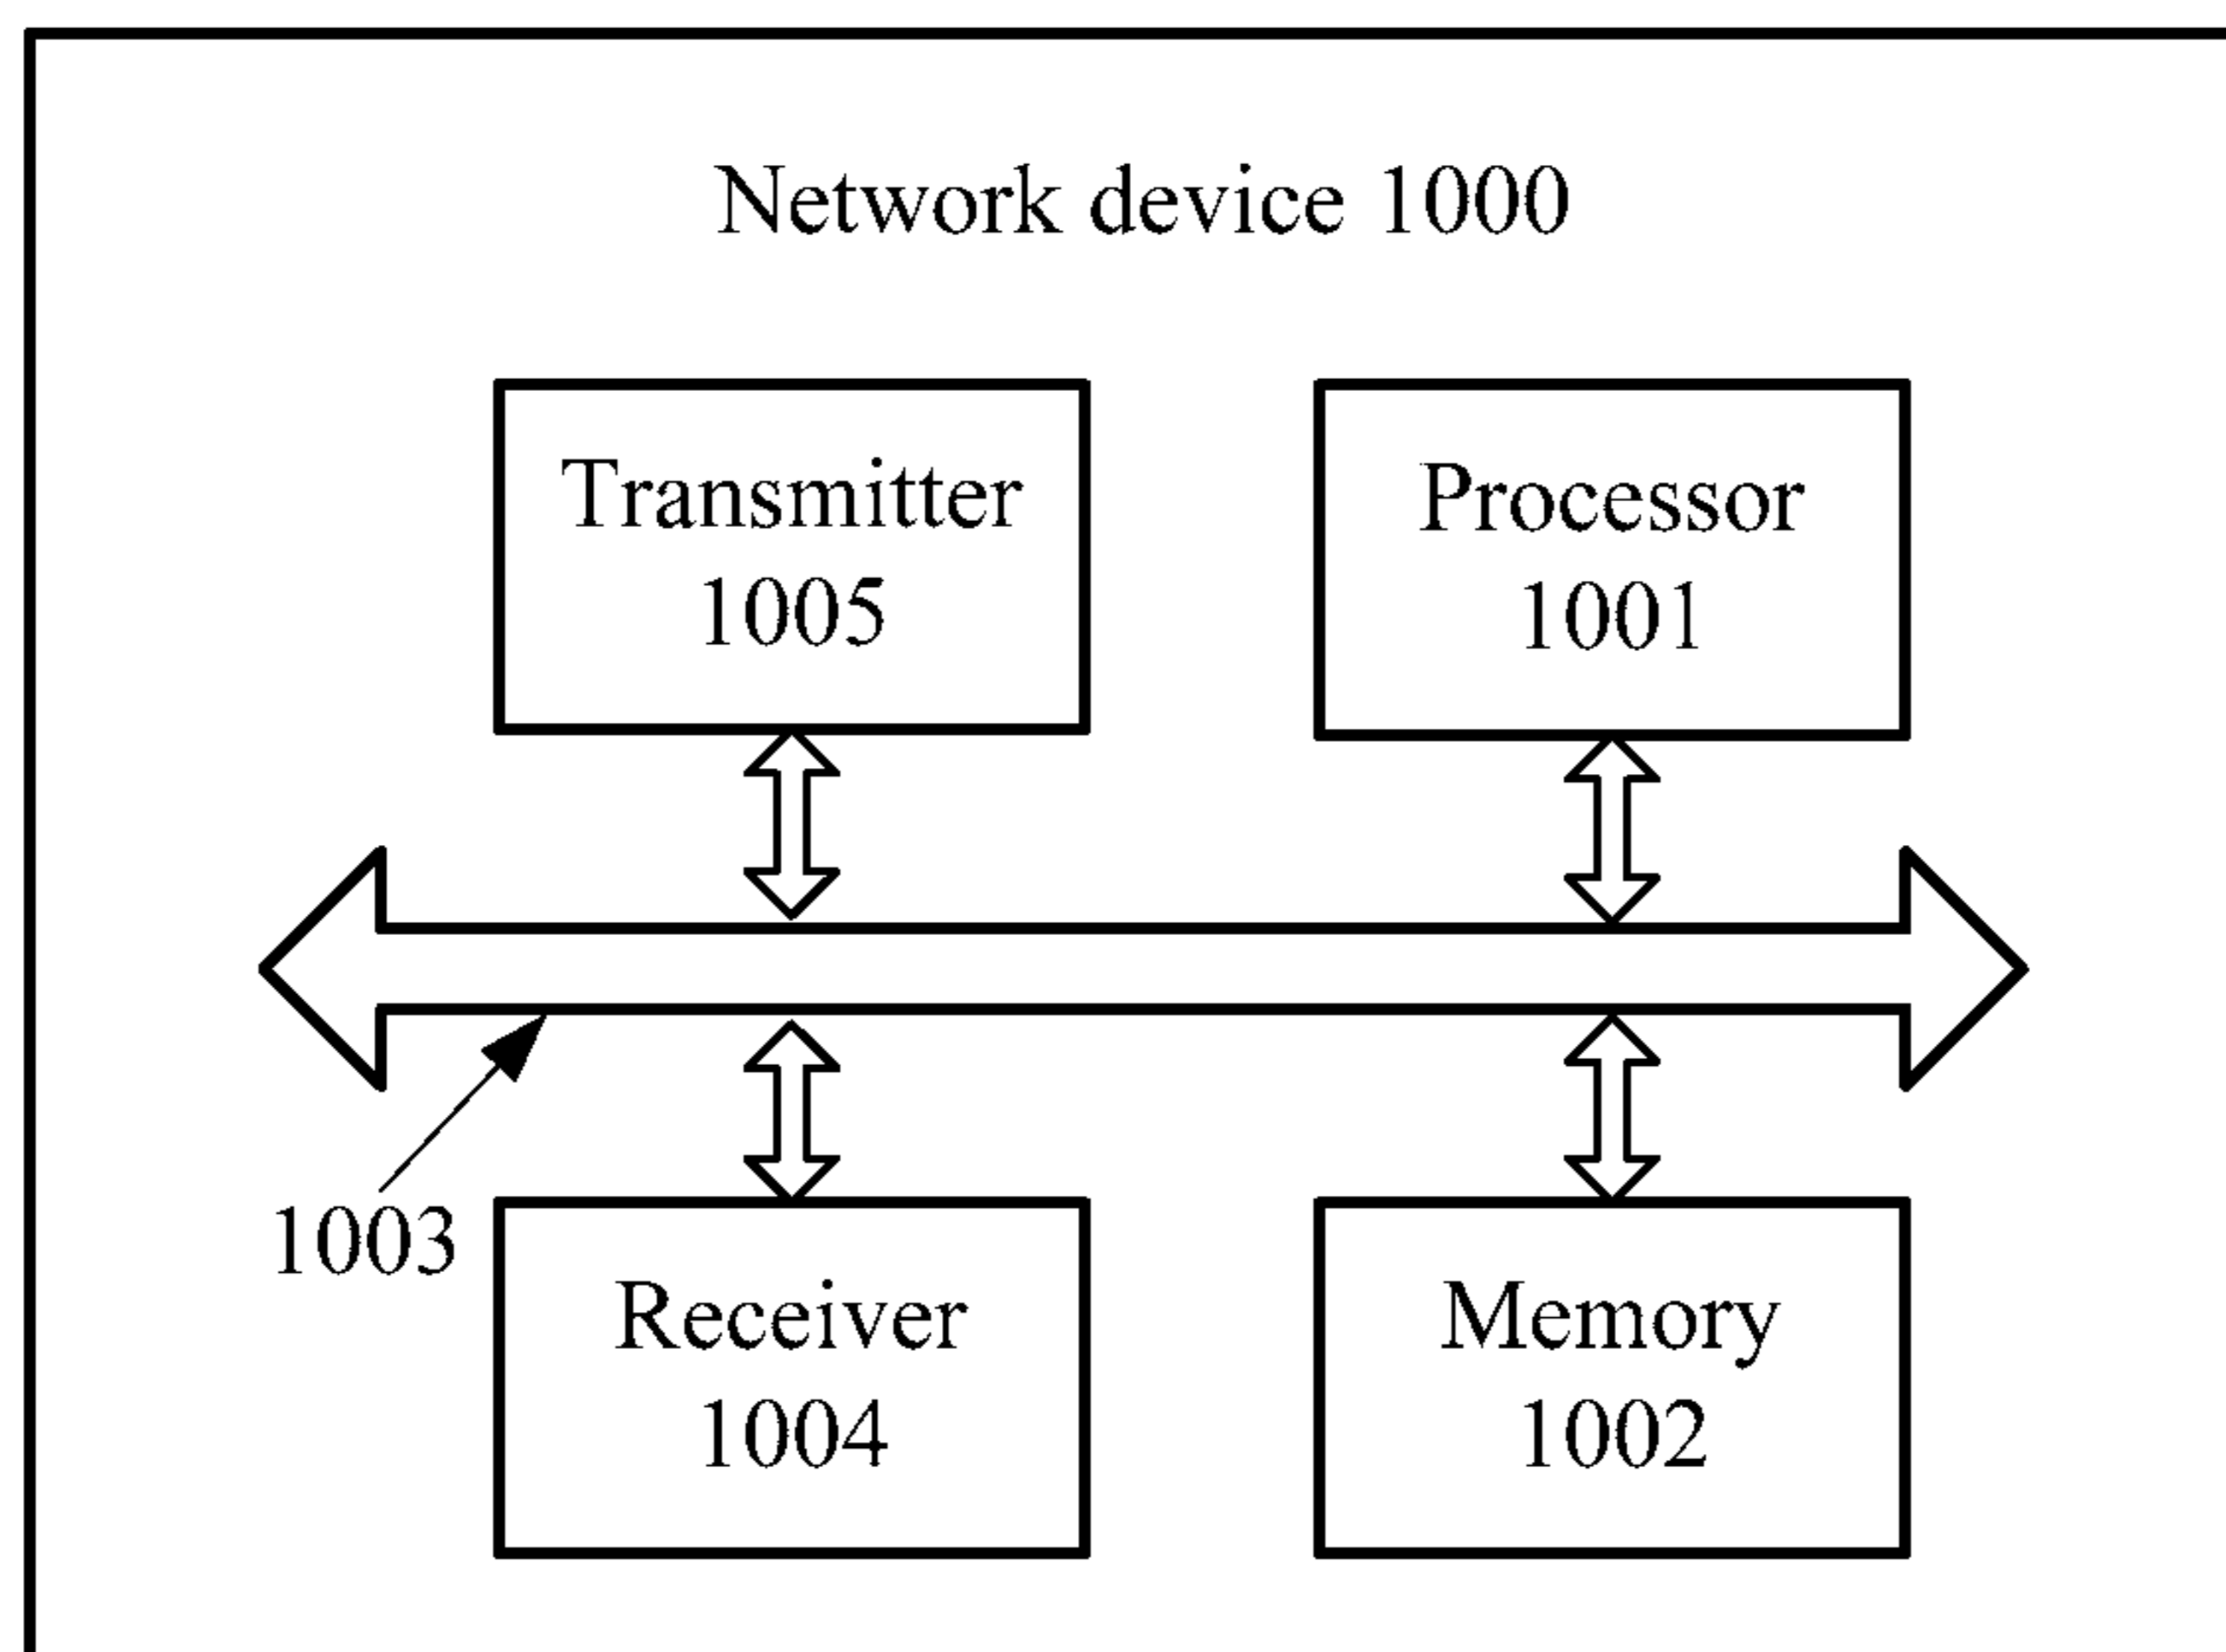 Network device 1000
Transmitter
1005
Processor
1001
1003
Receiver
1004
Memory
1002